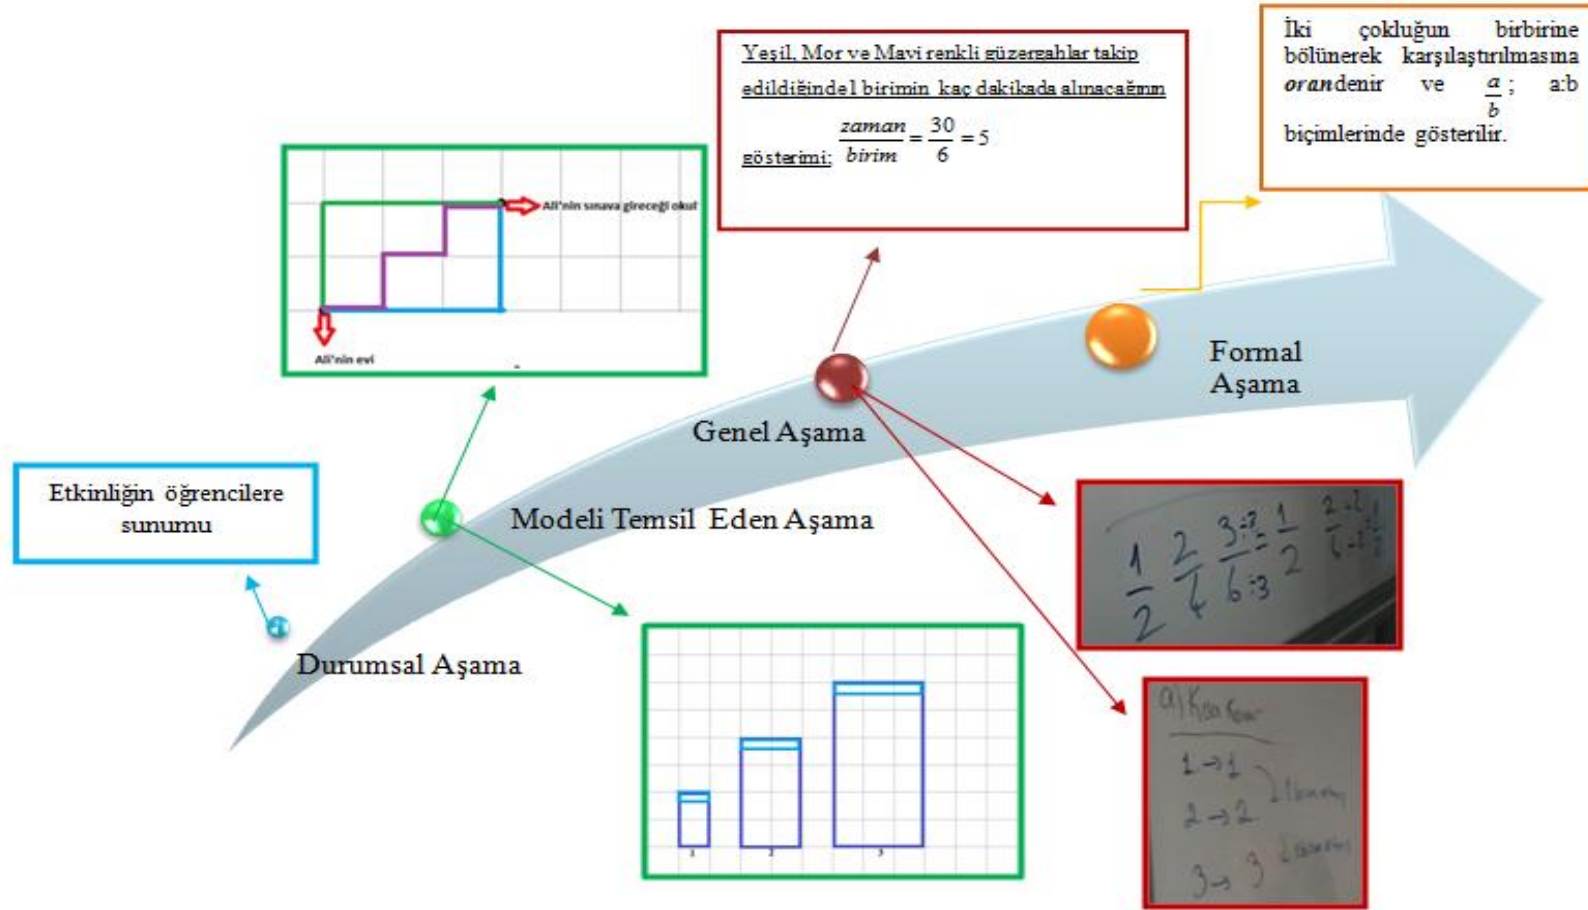 İki çokluğun birbirine
bölünerek karşılaştırılmasına
orandenir ve a/b ; a:b
biçimlerinde gösterilir.
Yeşil, Mor ve Mavi renkli güzergahlar takip
edildiğinde1 birimin kaç dakikada alınacağının
gösterimi; zaman/birim = 30/6 = 5
Ali'nin sınava gireceği okul
Ali'nin evi
Formal
Aşama
Genel Aşama
Etkinliğin öğrencilere
sunumu
Modeli Temsil Eden Aşama
Durumsal Aşama
1/2 2/4 3:3/6:3 = 1/2
1 2 3
a)
1→1
2→2
3→3